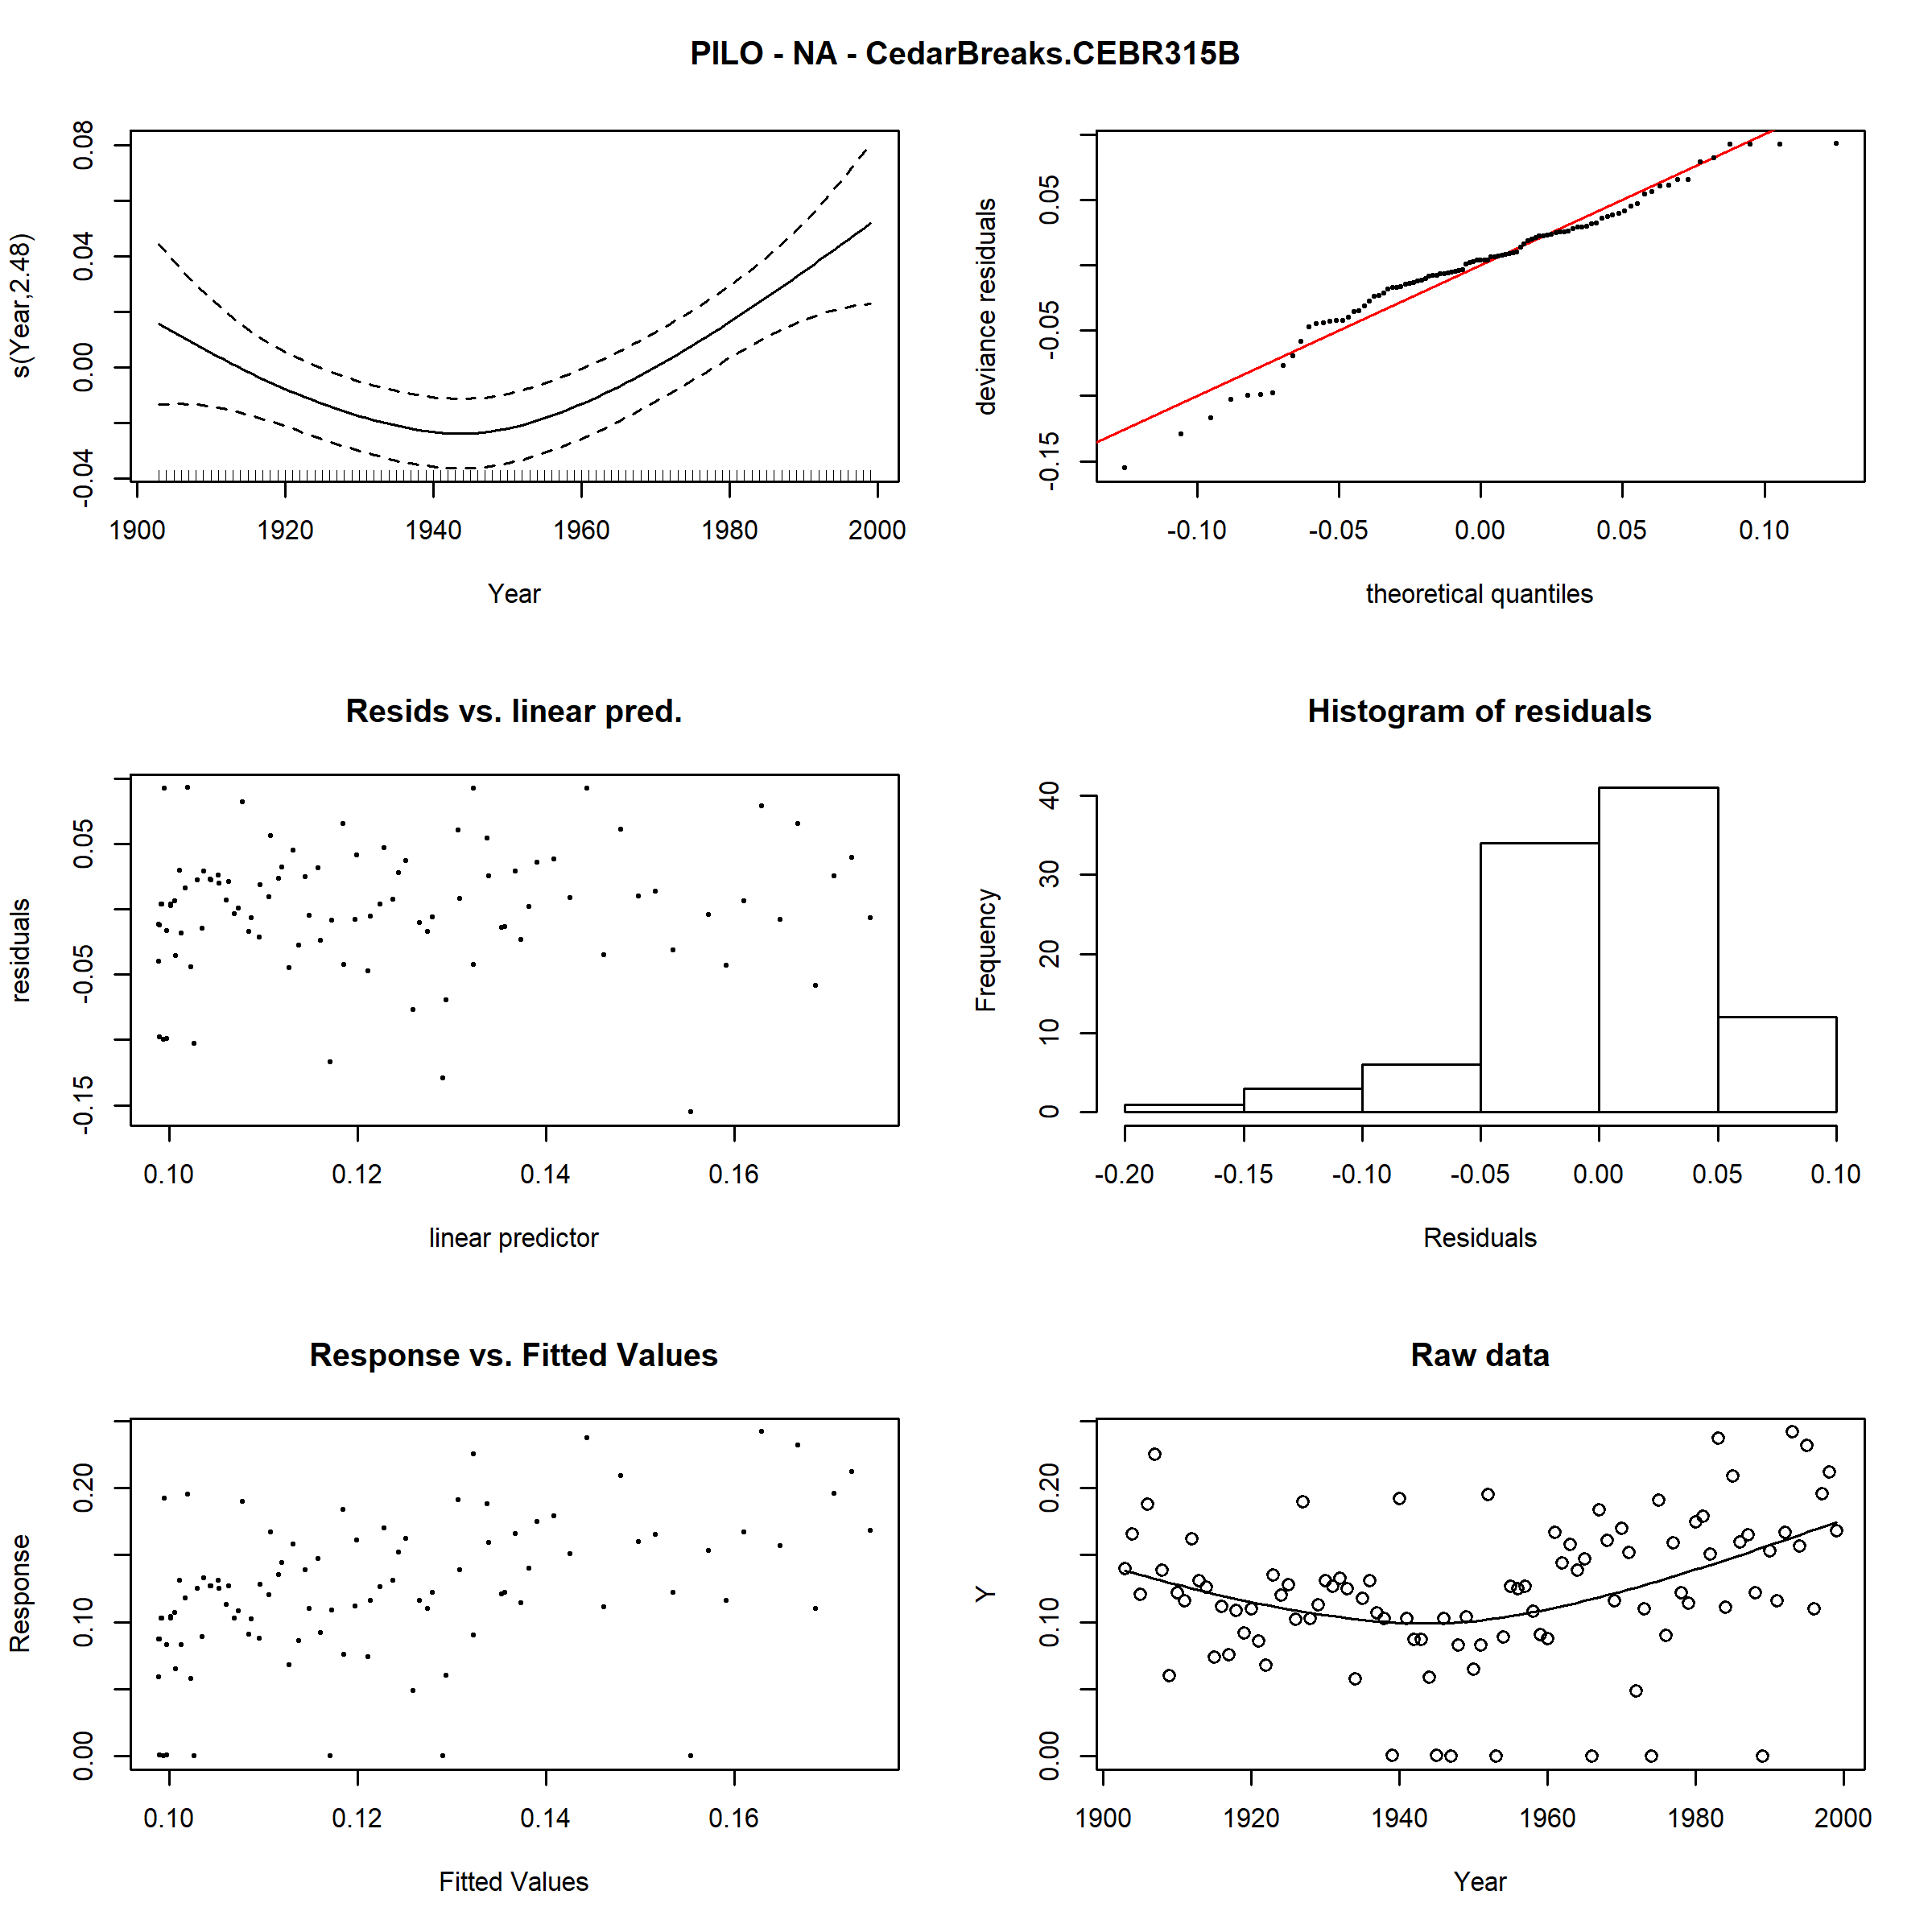 PILO - NA - CedarBreaks.CEBR315B
s(Year,2.48)
-0.04 0.00 0.04 0.08
1900 1920 1940 1960 1980 2000
Year
deviance residuals
-0.15 -0.05 0.05
-0.10 -0.05 0.00 0.05 0.10
theoretical quantiles
Resids vs. linear pred.
residuals
-0.15 -0.05 0.05
0.10 0.12 0.14 0.16
linear predictor
Histogram of residuals
Frequency
0 10 20 30 40
-0.20 -0.15 -0.10 -0.05 0.00 0.05 0.10
Residuals
Response vs. Fitted Values
Response
0.00 0.10 0.20
0.10 0.12 0.14 0.16
Fitted Values
Raw data
Y
0.00 0.10 0.20
1900 1920 1940 1960 1980 2000
Year